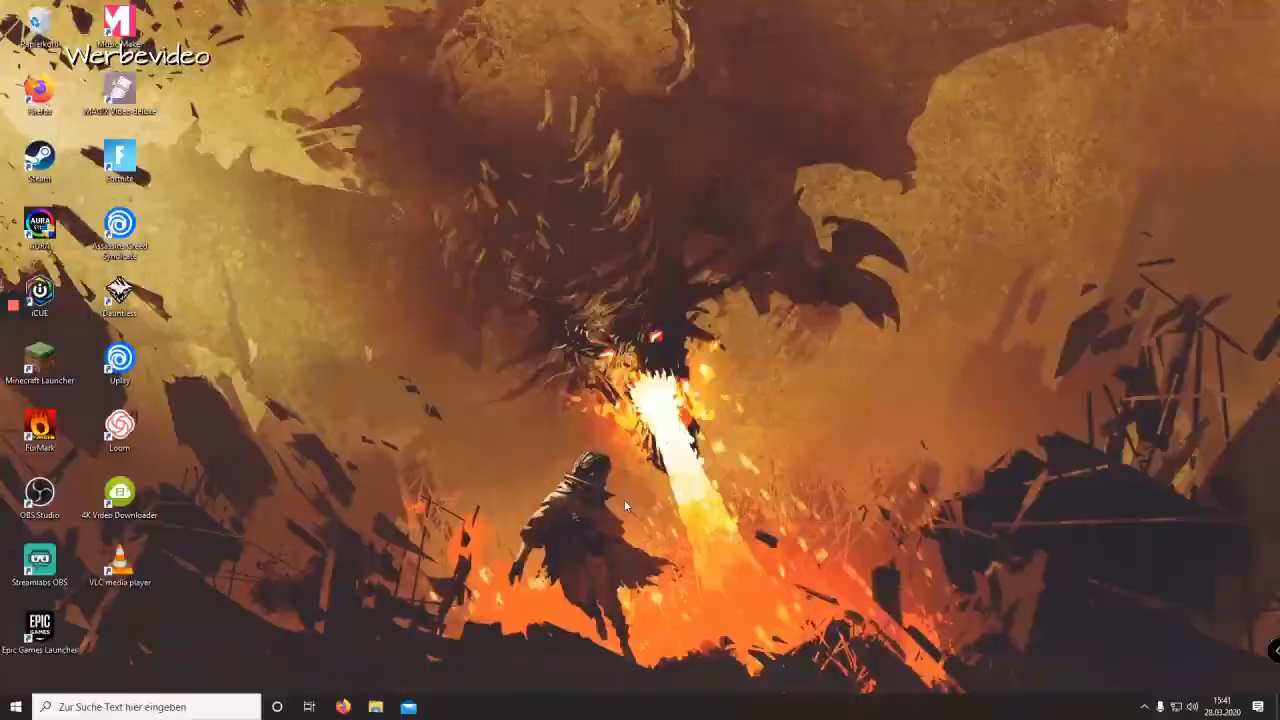 Papierkorb
Music Maker
Werbevideo
Firefox
MAGIX Video deluxe
Steam
F
Fortnite
AURA
AURA
Assassins Creed
Syndicate
iCUE
Dauntless
Minecraft Launcher
Uplay
FurMark
Loom
OBS Studio
4K Video Downloader
Streamlabs OBS
VLC media player
EPIC
GAMES
Epic Games Launcher
Zur Suche Text hier eingeben
15:41
28.03.2020